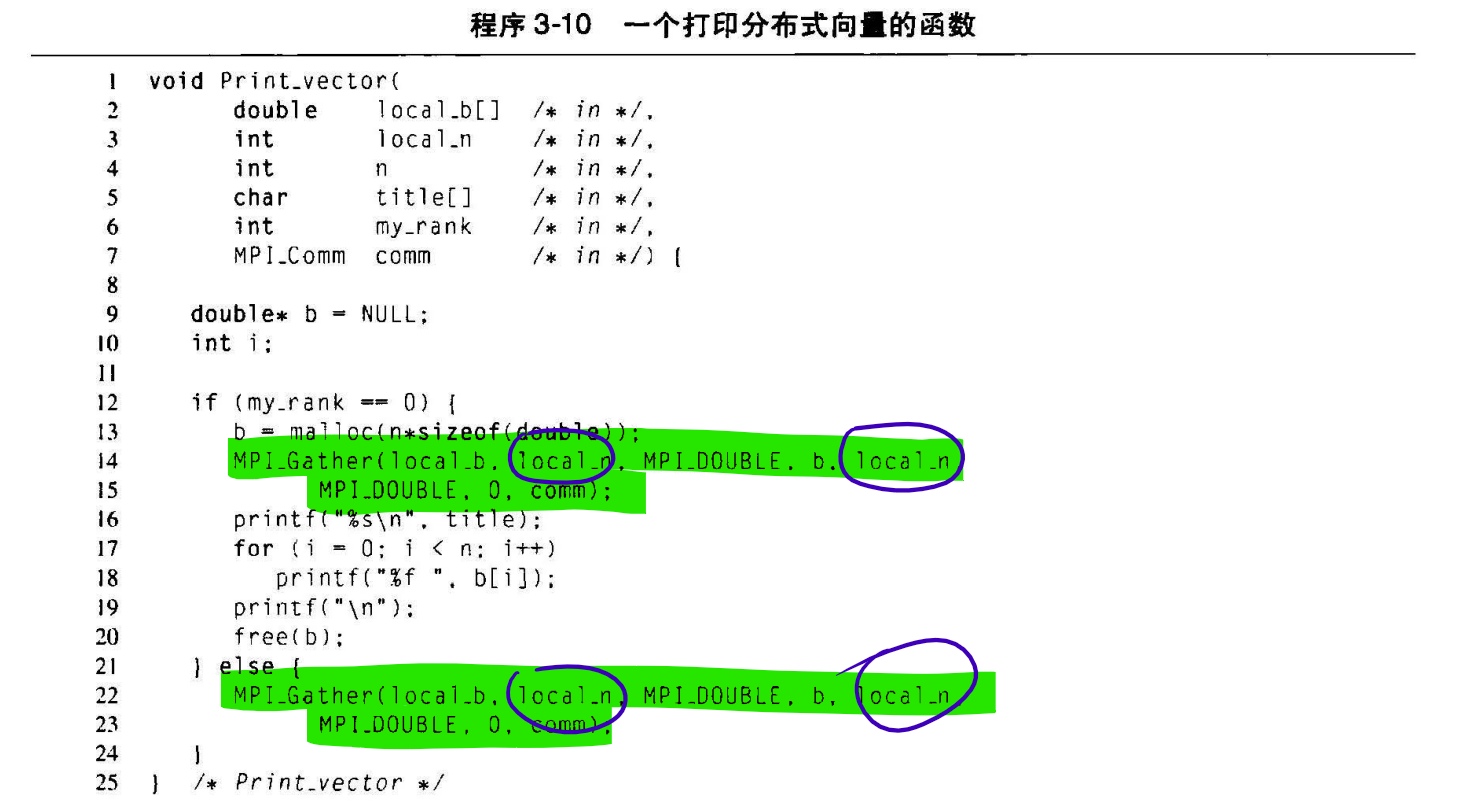 程序 3-10 一个打印分布式向量的函数
1 void Print_vector(
2 double local_b[] /* in */,
3 int local_n /* in */,
4 int n /* in */,
5 char title[] /* in */,
6 int my_rank /* in */,
7 MPI_Comm comm /* in */) {
8
9 double* b = NULL;
10 int i;
11
12 if (my_rank == 0) {
13 b = malloc(n*sizeof(double));
14 MPI_Gather(local_b, local_n, MPI_DOUBLE, b, local_n
15 MPI_DOUBLE, 0, comm);
16 printf("%s\n", title);
17 for (i = 0; i < n; i++)
18 printf("%f ", b[i]);
19 printf("\n");
20 free(b);
21 } else {
22 MPI_Gather(local_b, local_n, MPI_DOUBLE, b, local_n,
23 MPI_DOUBLE, 0, comm);
24 }
25 } /* Print_vector */